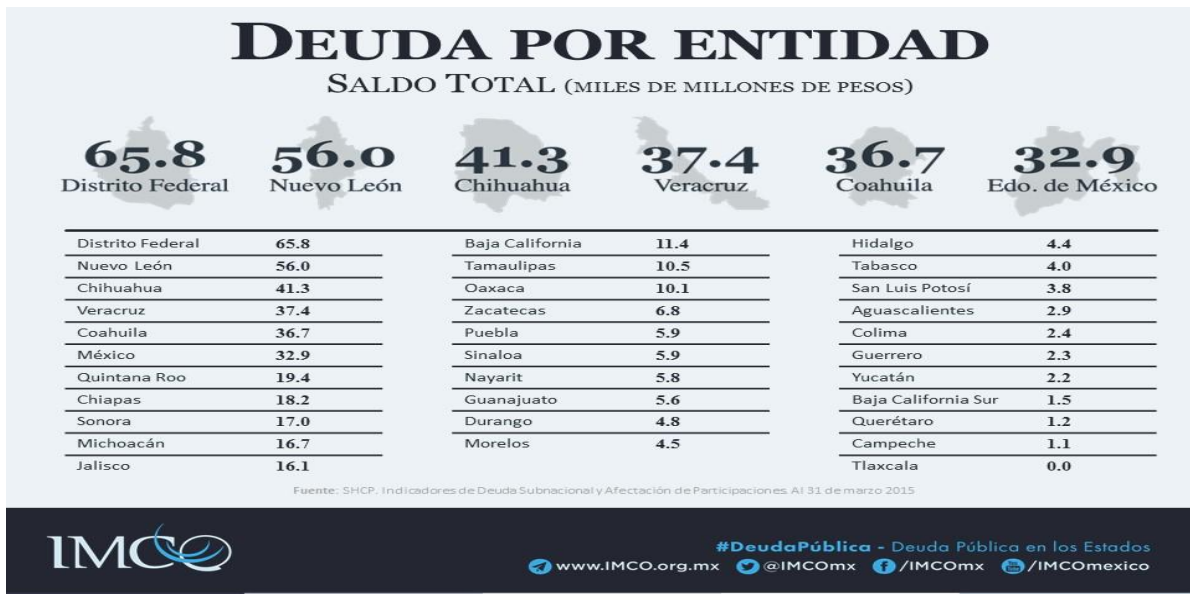 DEUDA POR ENTIDAD
SALDO TOTAL (MILES DE MILLONES DE PESOS)
65.8 56.0 41.3 37.4 36.7 32.9
Distrito Federal Nuevo León Chihuahua Veracruz Coahuila Edo. de México
Distrito Federal 65.8 Baja California 11.4 Hidalgo 4.4
Nuevo León 56.0 Tamaulipas 10.5 Tabasco 4.0
Chihuahua 41.3 Oaxaca 10.1 San Luis Potosí 3.8
Veracruz 37.4 Zacatecas 6.8 Aguascalientes 2.9
Coahuila 36.7 Puebla 5.9 Colima 2.4
México 32.9 Sinaloa 5.9 Guerrero 2.3
Quintana Roo 19.4 Nayarit 5.8 Yucatán 2.2
Chiapas 18.2 Guanajuato 5.6 Baja California Sur 1.5
Sonora 17.0 Durango 4.8 Querétaro 1.2
Michoacán 16.7 Morelos 4.5 Campeche 1.1
Jalisco 16.1 Tlaxcala 0.0
Fuente: SHCP. Indicadores de Deuda Subnacional y Afectación de Participaciones. Al 31 de marzo 2015
IMCO
#DeudaPública - Deuda Pública en los Estados
www.IMCO.org.mx @IMCOmx /IMCOmx /IMCOmexico